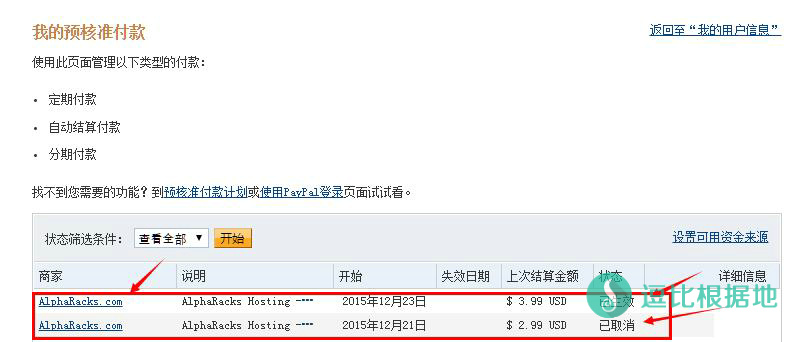 我的预核准付款
返回至“我的用户信息”
使用此页面管理以下类型的付款：
• 定期付款
• 自动结算付款
• 分期付款
找不到您需要的功能？到预核准付款计划或使用PayPal登录页面试试看。
状态筛选条件： 查看全部 ▼ 开始 设置可用资金来源
商家 说明 开始 失效日期 上次结算金额 状态 详细信息
AlphaRacks.com AlphaRacks Hosting ---- 2015年12月23日 $ 3.99 USD 已生效
AlphaRacks.com AlphaRacks Hosting ---- 2015年12月21日 $ 2.99 USD 已取消
逗比根据地